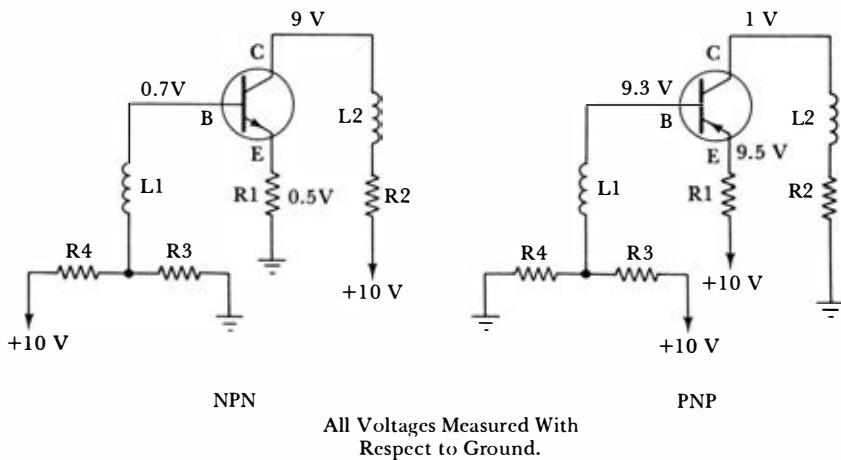 9 V
C
0.7V
B
E
L2
L1
R1
0.5V
R2
R4
R3
+10 V
+10 V
NPN
1 V
C
9.3 V
B
E
9.5 V
L2
L1
R1
R2
R4
R3
+10 V
+10 V
PNP
All Voltages Measured With
Respect to Ground.